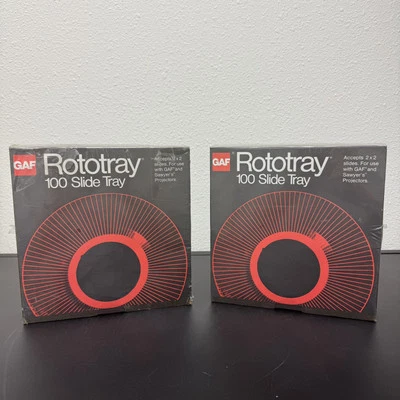 GAF
Rototray
100 Slide Tray
Accepts 2 x 2
slides. For use
with GAF® and
Sawyer's®
Projectors.
GAF
Rototray
100 Slide Tray
Accepts 2 x 2
slides. For use
with GAF® and
Sawyer's®
Projectors.